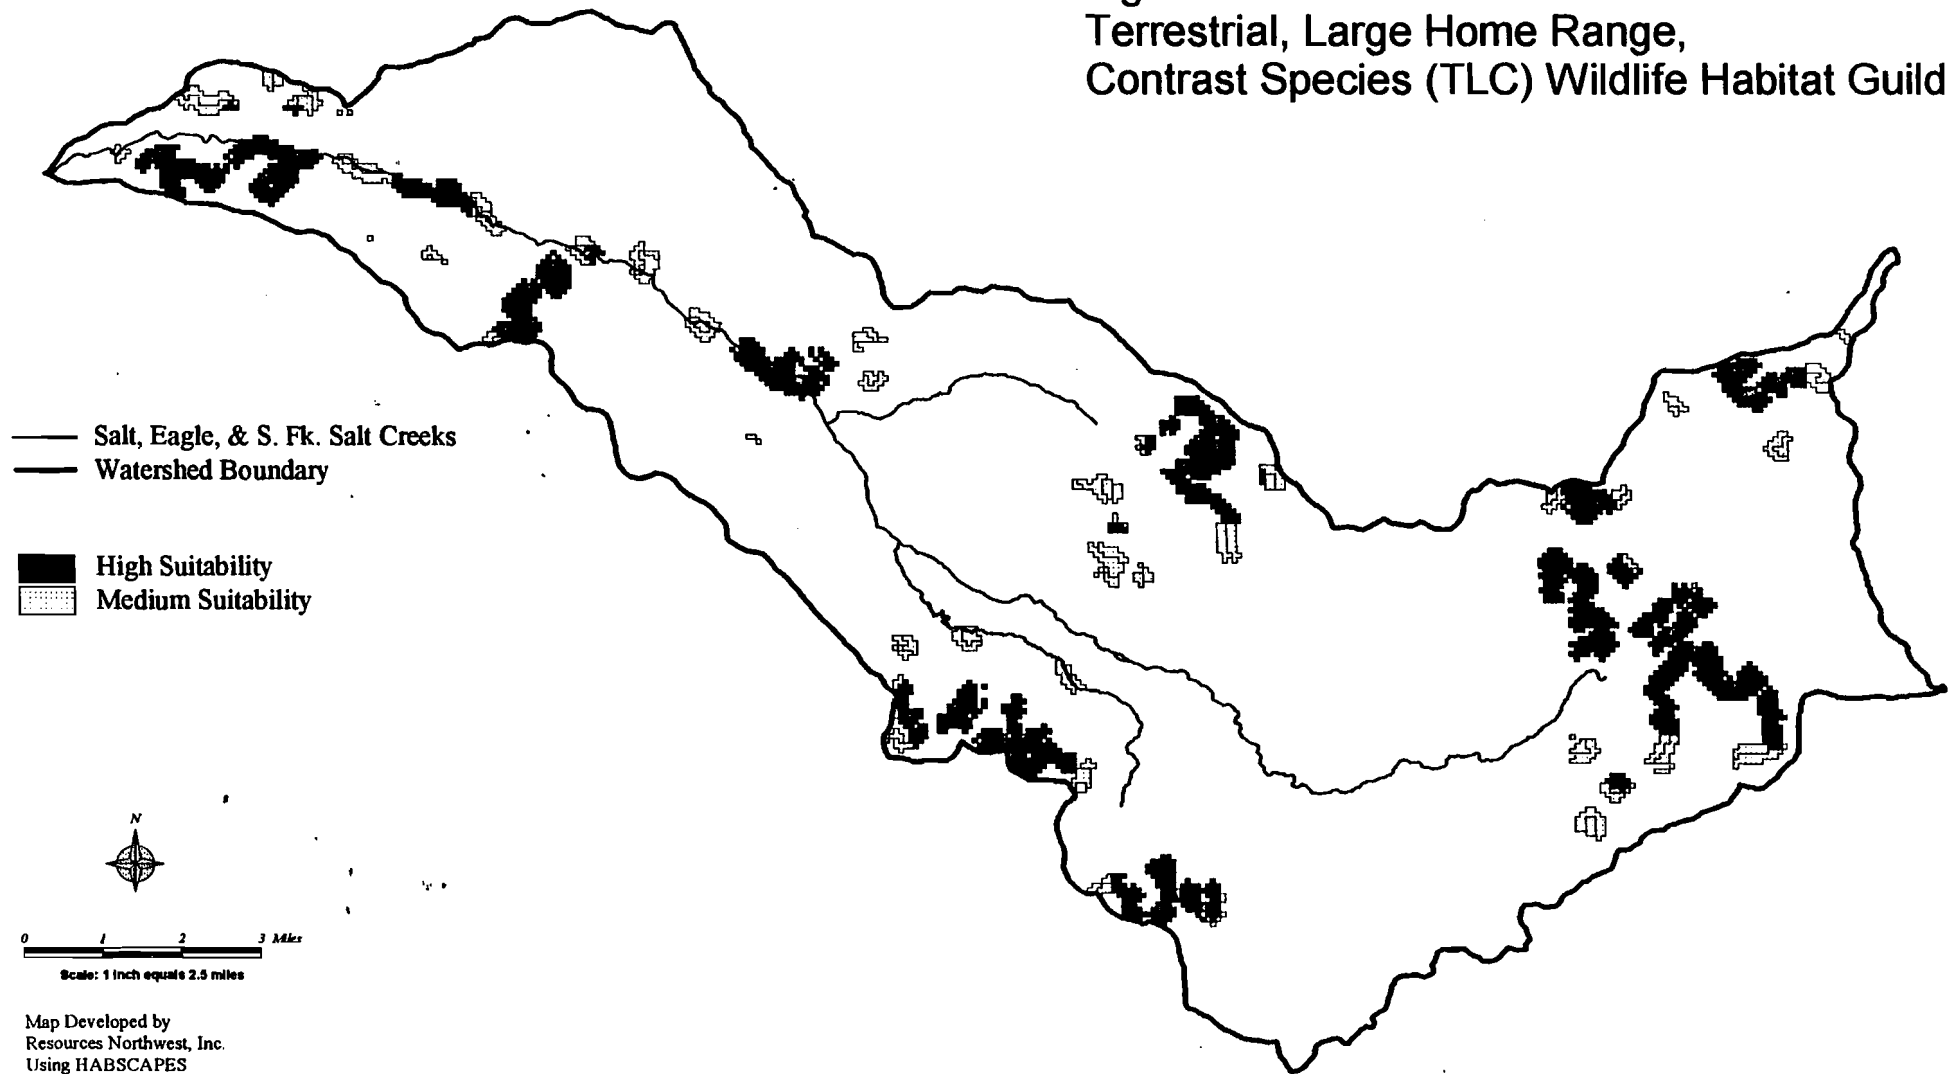 Terrestrial, Large Home Range,
Contrast Species (TLC) Wildlife Habitat Guild
Salt, Eagle, & S. Fk. Salt Creeks
Watershed Boundary
High Suitability
Medium Suitability
N
0 1 2 3 Miles
Scale: 1 inch equals 2.5 miles
Map Developed by
Resources Northwest, Inc.
Using HABSCAPES